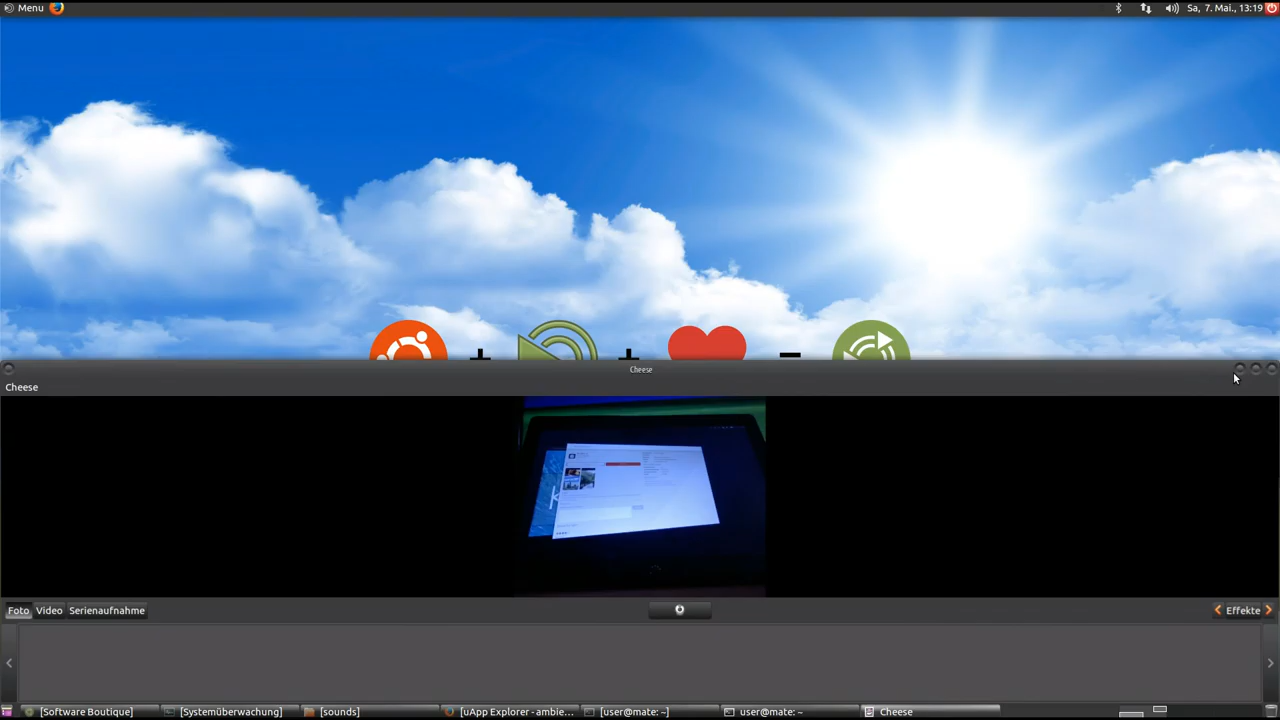 Menu
Sa, 7. Mai., 13:19
Cheese
Cheese
Foto Video Serienaufnahme
Effekte
[Software Boutique] [Systemüberwachung] [sounds] [uApp Explorer - ambie... [user@mate: ~] user@mate: ~ Cheese